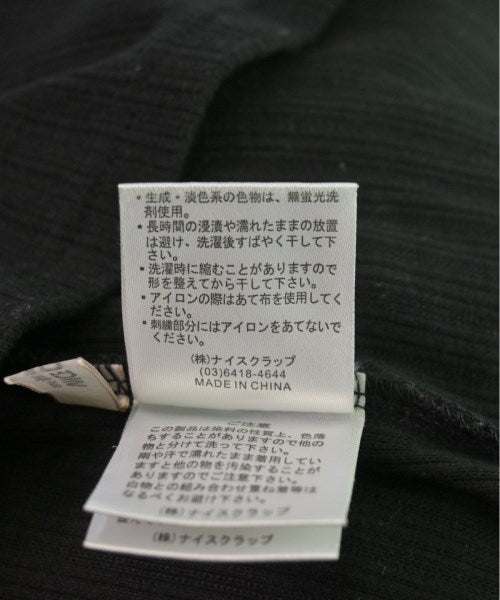 ・生成・淡色系の色物は、無蛍光洗
剤使用。
・長時間の浸漬や濡れたままの放置
は避け、洗濯後すばやく干して下
さい。
・洗濯時に縮むことがありますので
形を整えてから干して下さい。
・アイロンの際はあて布を使用してく
ださい。
・刺繍部分にはアイロンをあてないで
ください。
(株)ナイスクラップ
(03)6418-4644
MADE IN CHINA
ご注意
この製品は染料の性質上、色落
ちすることがありますので他の
物と分けて洗って下さい。
雨や汗で濡れたまま着用してい
ますと他の物を汚染することが
ありますのでご注意下さい。
白物との組み合わせ重ね着等は
なるべくお避け下さい。
(株)ナイスクラップ
(株)ナイスクラップ